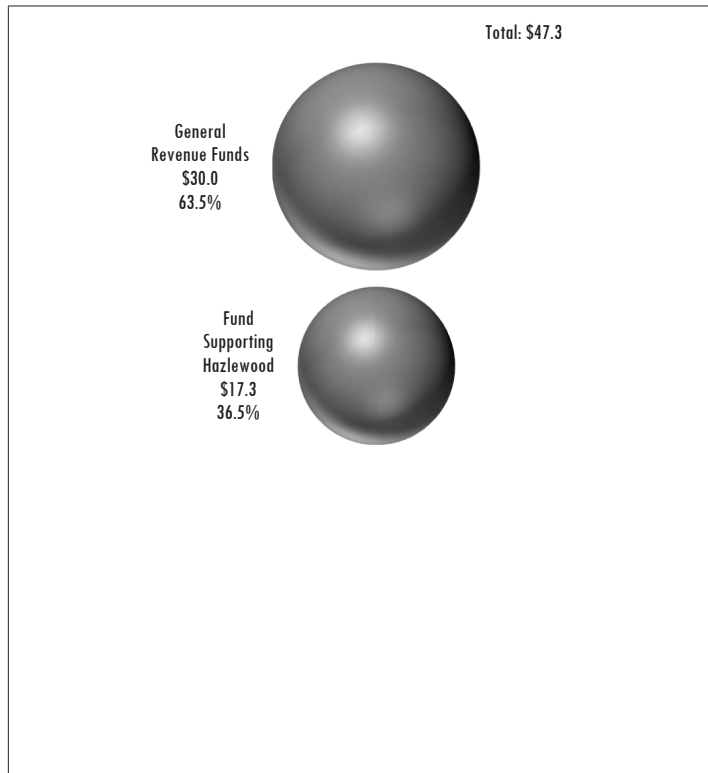 Total: $47.3
General
Revenue Funds
$30.0
63.5%
Fund
Supporting
Hazlewood
$17.3
36.5%